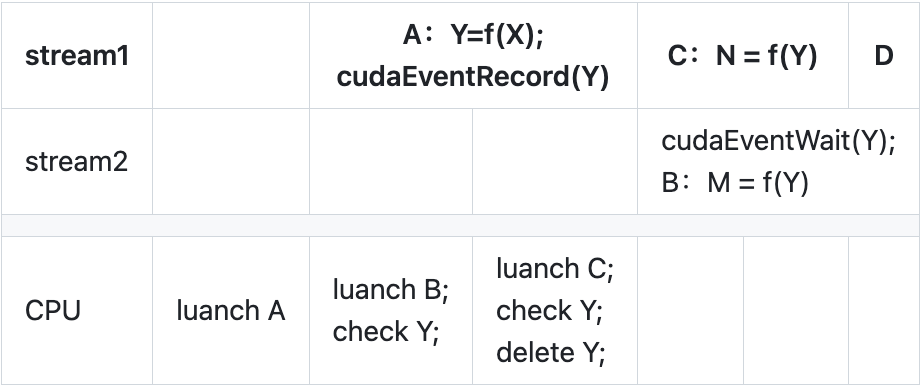 stream1
A：Y=f(X);
cudaEventRecord(Y)
C：N = f(Y)
D
stream2
cudaEventWait(Y);
B：M = f(Y)
CPU
luanch A
luanch B;
check Y;
luanch C;
check Y;
delete Y;